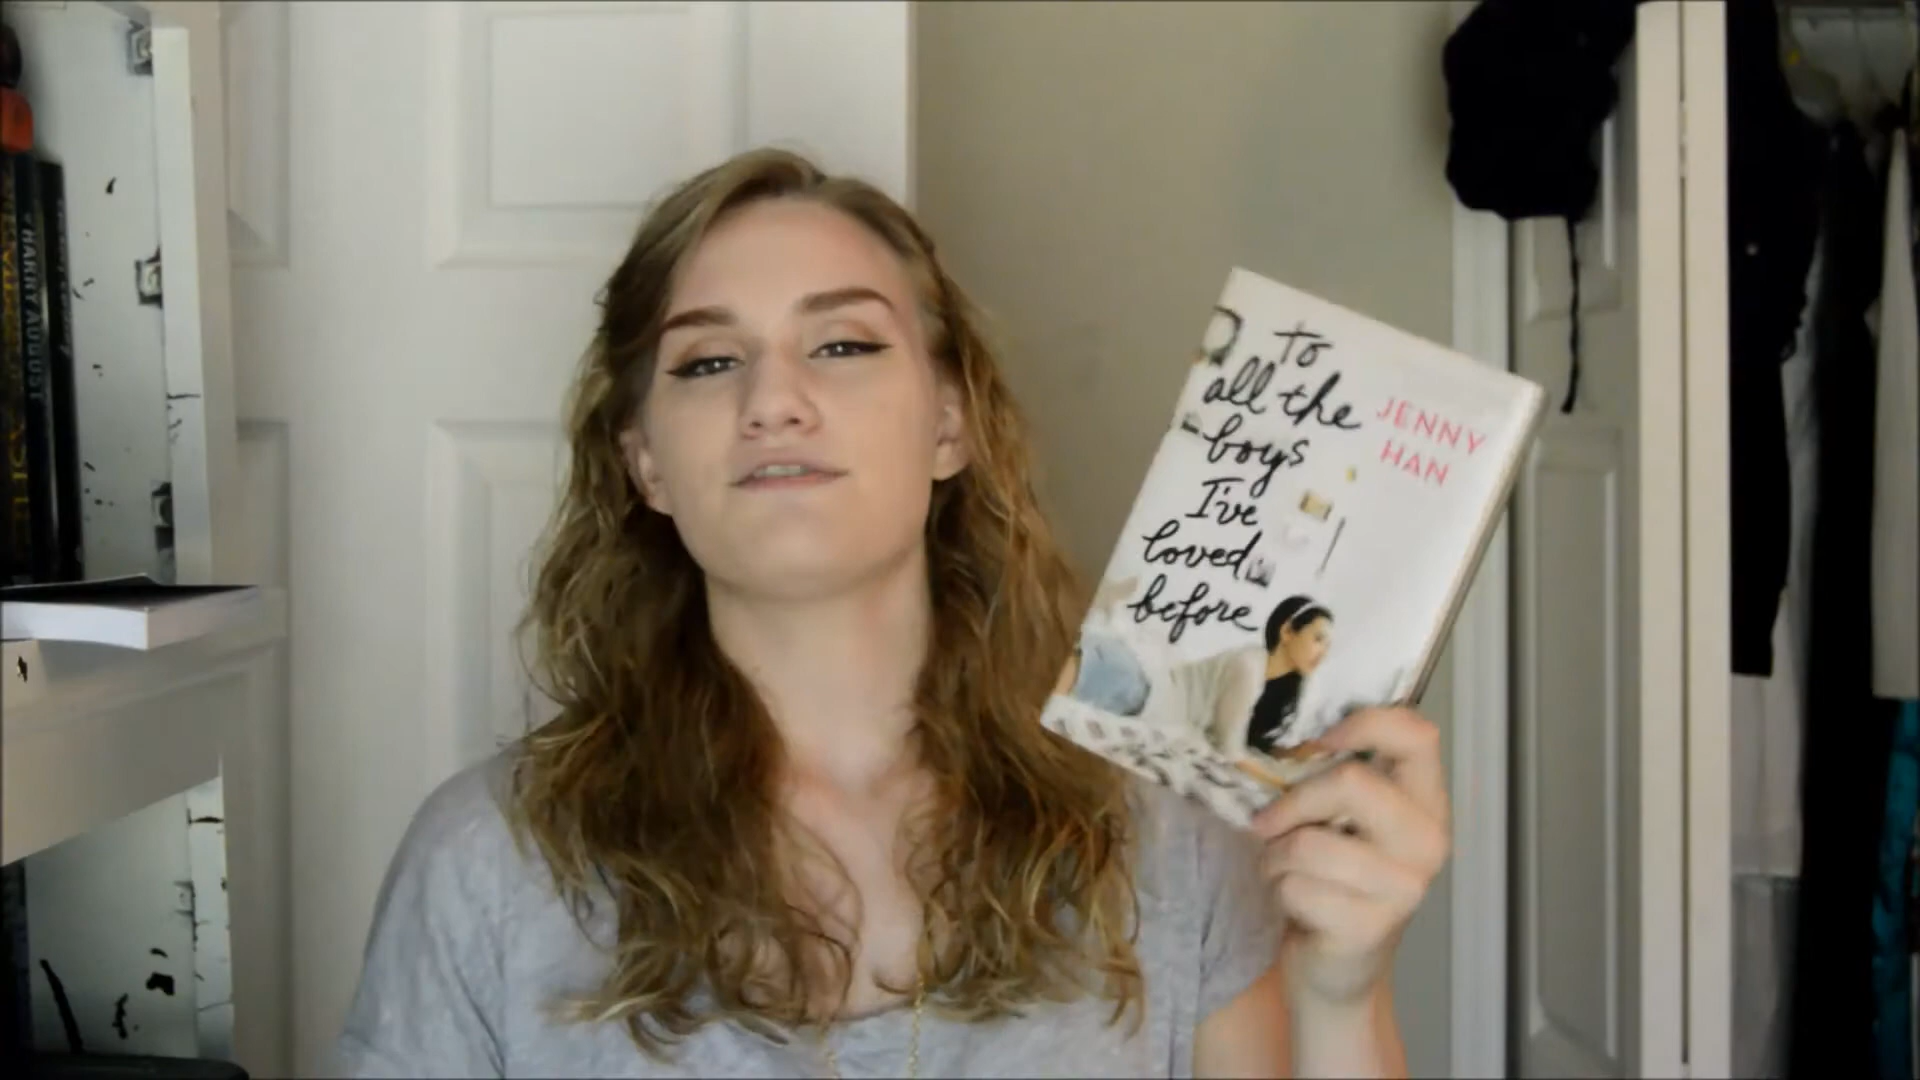 to
all the
boys
I've
loved
before
JENNY
HAN
HARRY AUGUST